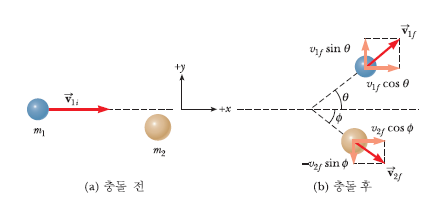 v⃗1f
v1f sin θ
v1f cos θ
+y
v⃗1i
+x
θ
ϕ
m1
m2
v2f cos ϕ
−v2f sin ϕ
v⃗2f
(a) 충돌 전
(b) 충돌 후